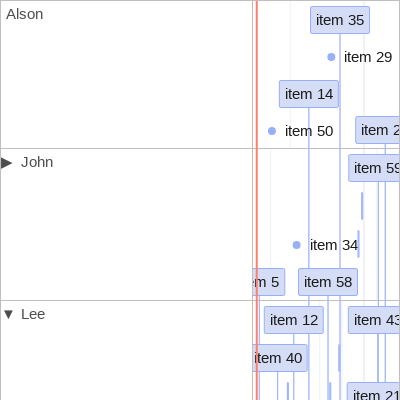 Alson
item 35
item 29
item 14
item 50
item 2
▶ John
item 59
item 34
m 5
item 58
▼ Lee
item 12
item 43
item 40
item 21